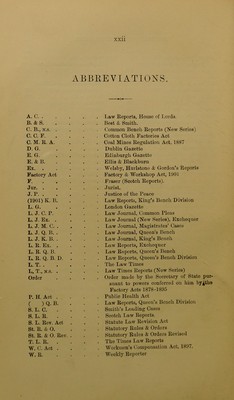 xxii
ABBREVIATIONS.
A. C. . . . . Law Reports, House of Lords
B. & S. . . . . Best & Smith.
C. B., N.S. . . . . Common Bench Reports (New Series)
C. C. F. . . . . Cotton Cloth Factories Act
C. M. R. A. . . . . Coal Mines Regulation Act, 1887
D. G. . . . . Dublin Gazette
E. G. . . . . Edinburgh Gazette
E. & B. . . . . Ellis & Blackburn
Ex. . . . . Welsby, Hurlstone & Gordon's Reports
Factory Act . . . . Factory & Workshop Act, 1901
F. . . . . Fraser (Scotch Reports).
Jur. . . . . Jurist.
J. P. . . . . Justice of the Peace
(1901) K. B. . . . . Law Reports, King's Bench Division
L. G. . . . . London Gazette
L. J. C. P. . . . . Law Journal, Common Pleas
L. J. Ex. . . . . Law Journal (New Series), Exchequer
L. J. M. C. . . . . Law Journal, Magistrates' Cases
L. J. Q. B. . . . . Law Journal, Queen's Bench
L. J. K. B. . . . . Law Journal, King's Bench
L. R. Ex. . . . . Law Reports, Exchequer
L. R. Q. B. . . . . Law Reports, Queen's Bench
L. R. Q. B. D. . . . . Law Reports, Queen's Bench Division
L. T. . . . . The Law Times
L. T., N.S. . . . . Law Times Reports (New Series)
Order . . . . Order made by the Secretary of State pursuant to powers conferred on him by the
Factory Acts 1878-1895
P. H. Act . . . . Public Health Act
( ) Q. B. . . . . Law Reports, Queen's Bench Division
S. L. C. . . . . Smith's Leading Cases
S. L. R. . . . . Scotch Law Reports
S. L. Rev. Act . . . . Statute Law Revision Act
St. R. & O. . . . . Statutory Rules & Orders
St. R. & O. Rev. . . . . Statutory Rules & Orders Revised
T. L. R. . . . . The Times Law Reports
W. C. Act . . . . Workmen's Compensation Act, 1897.
W. R. . . . . Weekly Reporter